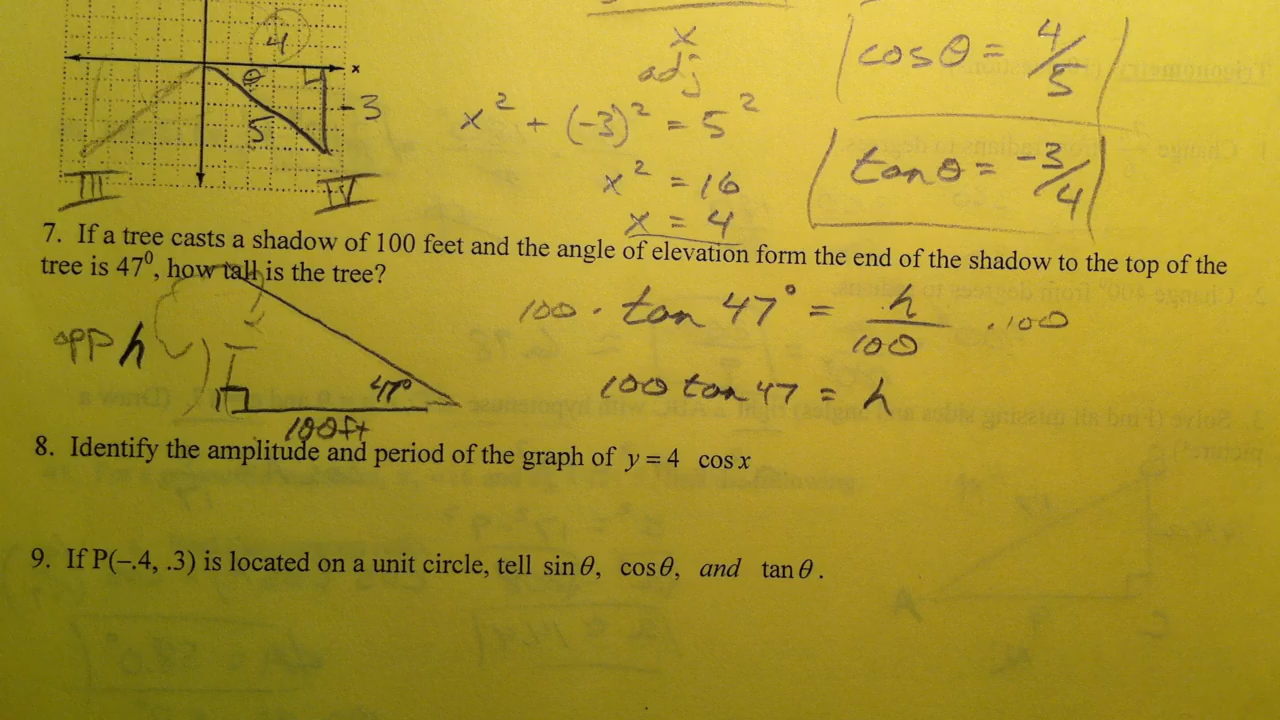 4
x
θ
-3
5
III
IV
x
adj
x² + (-3)² = 5²
x² = 16
x = 4
cosθ = 4/5
tanθ = -3/4
7. If a tree casts a shadow of 100 feet and the angle of elevation form the end of the shadow to the top of the
tree is 47⁰, how tall is the tree?
opp h
47°
100ft
100 · tan 47° = h/100 · 100
100 tan 47 = h
8. Identify the amplitude and period of the graph of y = 4 cos x
9. If P(–.4, .3) is located on a unit circle, tell sin θ, cos θ, and tan θ.